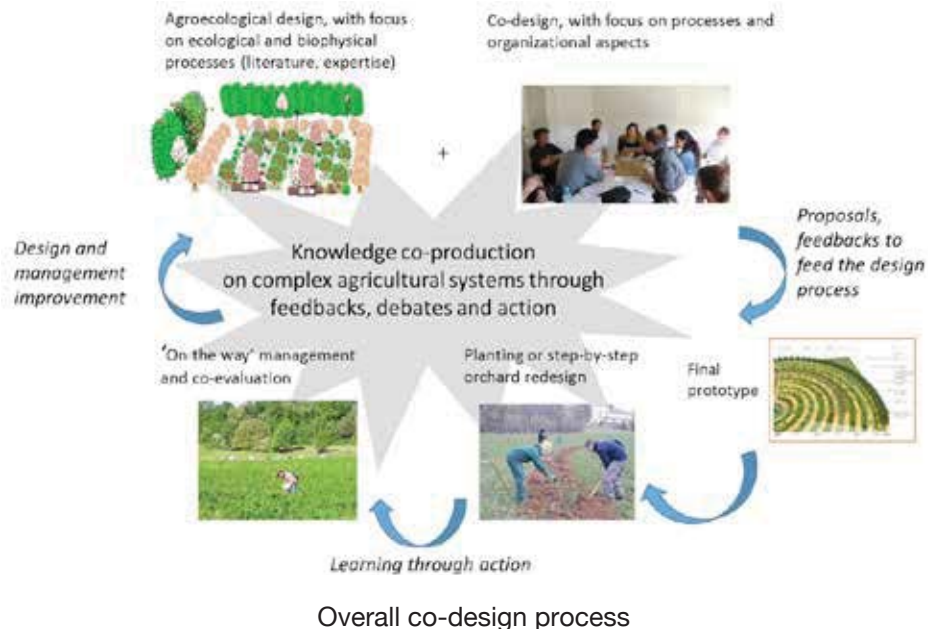 Agroecological design, with focus
on ecological and biophysical
processes (literature, expertise)
Co-design, with focus on processes and
organizational aspects
+
Proposals,
feedbacks to
feed the design
process
Design and
management
improvement
Knowledge co-production
on complex agricultural systems through
feedbacks, debates and action
'On the way' management
and co-evaluation
Planting or step-by-step
orchard redesign
Final
prototype
Learning through action
Overall co-design process